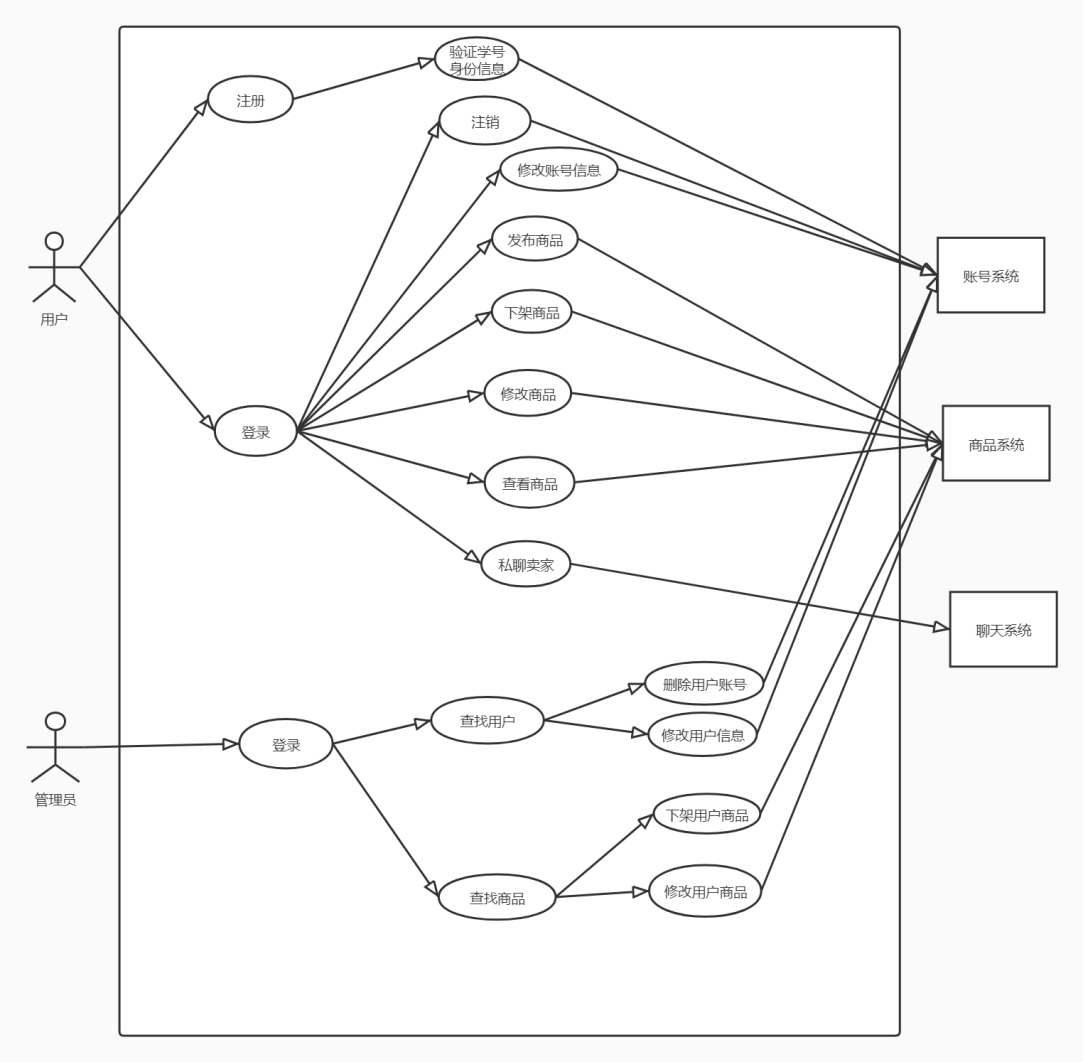 验证学号
身份信息
注册
注销
修改账号信息
发布商品
账号系统
下架商品
用户
修改商品
登录
商品系统
查看商品
私聊卖家
聊天系统
删除用户账号
查找用户
修改用户信息
登录
管理员
下架用户商品
修改用户商品
查找商品